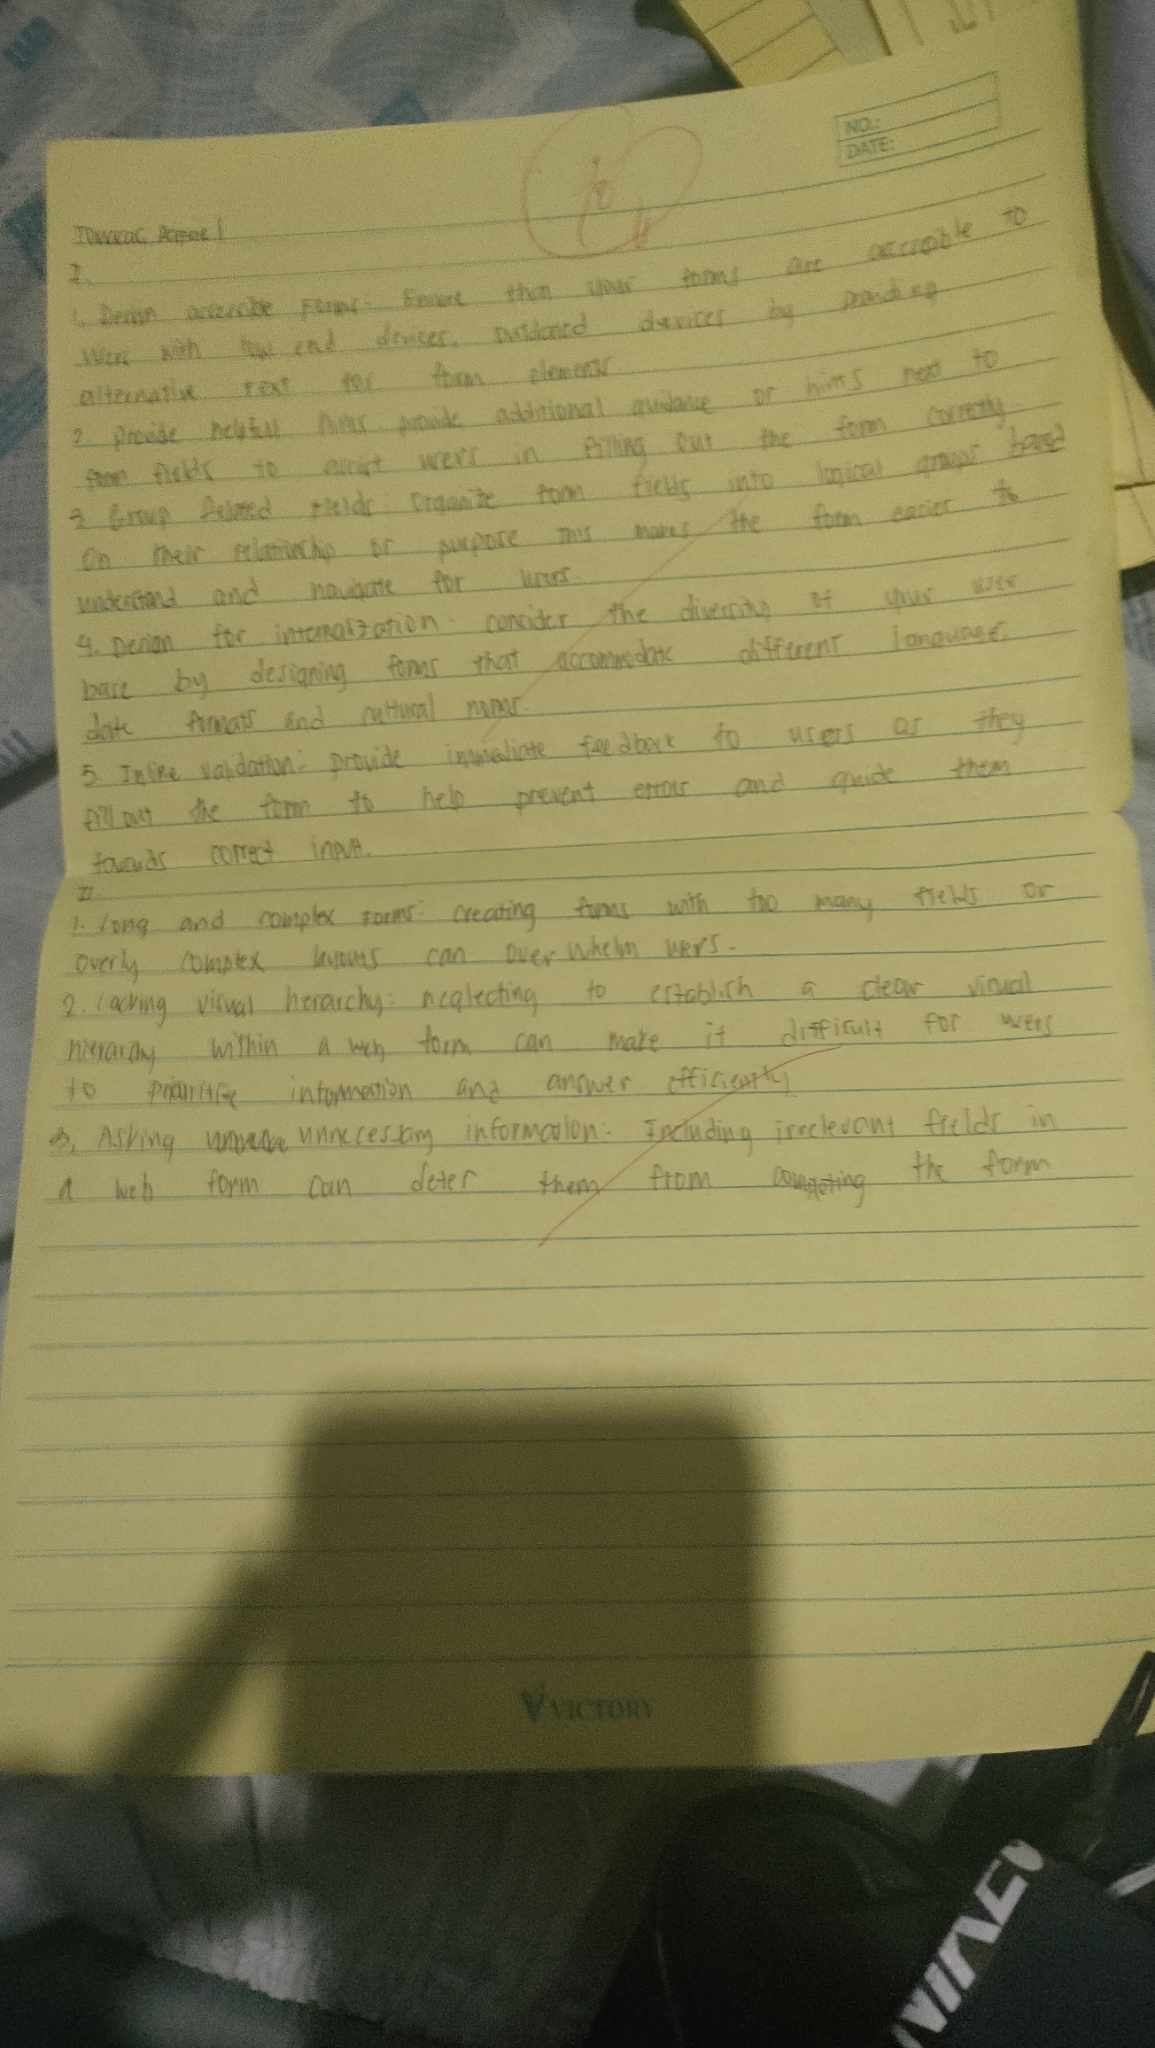 NO.:
DATE:
10
I.
1. Design accessible Forms: Ensure that your forms are accessible to
users with low end devices, outdated devices by providing
alternative text for form elements.
2. Provide helpfull hints: provide additional guidance or hints next to
form fields to assist users in filling out the form correctly.
3 Group Related Fields: Organize form fields into logical groups based
on their relationship or purpose this makes the form easier to
understand and navigate for users.
4. Design for internalization: consider the diversity of your user
base by designing forms that accommodate different language,
date formats and cultural norms.
5. Inline validation: provide immediate feedback to users as they
fill out the form to help prevent errors and guide them
towards correct input.
II
1. Long and complex Forms: creating forms with too many fields or
overly complex layouts can overwhelm users.
2. Lacking visual hierarchy: neglecting to establish a clear visual
hierarchy within a web form can make it difficult for users
to prioritize information and answer efficiently
3. Asking unnecessary information: Including irrelevant fields in
a web form can deter them from completing the form
VICTORY